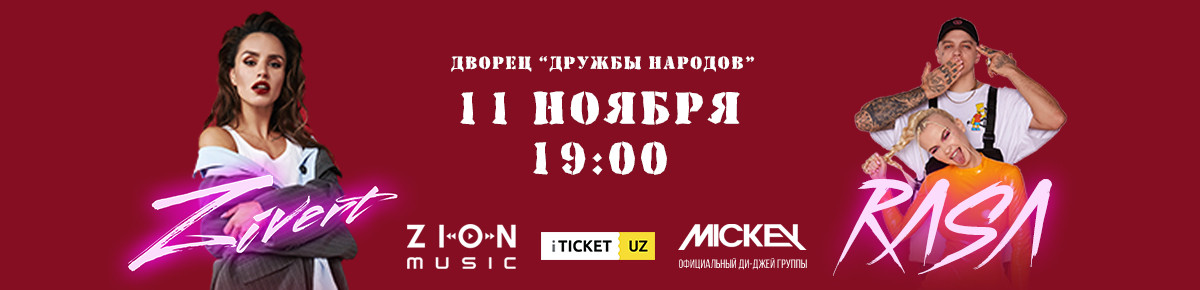 ДВОРЕЦ “ДРУЖБЫ НАРОДОВ”
11 НОЯБРЯ
19:00
Zivert
RASA
ZION
MUSIC
iTICKET UZ
MICKEY
ОФИЦИАЛЬНЫЙ ДИ-ДЖЕЙ ГРУППЫ